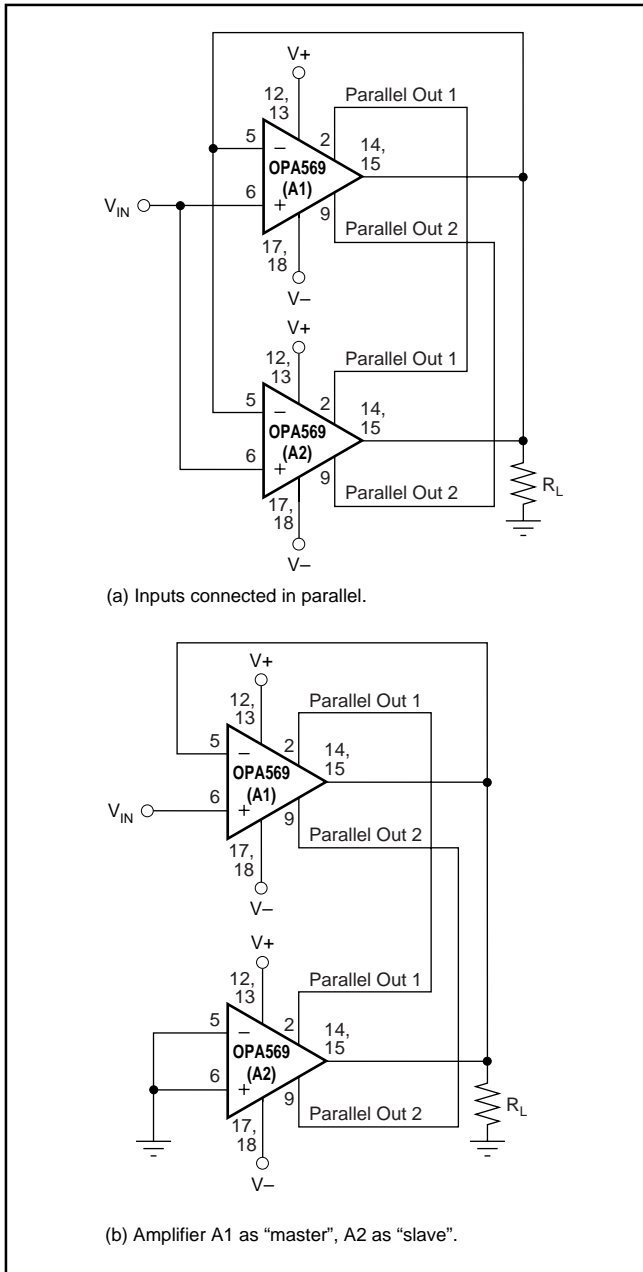 V+
12,
13
Parallel Out 1
5
−
2
14,
15
OPA569
(A1)
VIN
6
+
9
Parallel Out 2
17,
18
V−
V+
12,
13
Parallel Out 1
5
−
2
14,
15
OPA569
(A2)
6
+
9
Parallel Out 2
17,
18
RL
V−
(a) Inputs connected in parallel.
V+
12,
13
Parallel Out 1
5
−
2
14,
15
OPA569
(A1)
VIN
6
+
9
Parallel Out 2
17,
18
V−
V+
12,
13
Parallel Out 1
5
−
2
14,
15
OPA569
(A2)
6
+
9
Parallel Out 2
17,
18
RL
V−
(b) Amplifier A1 as “master”, A2 as “slave”.